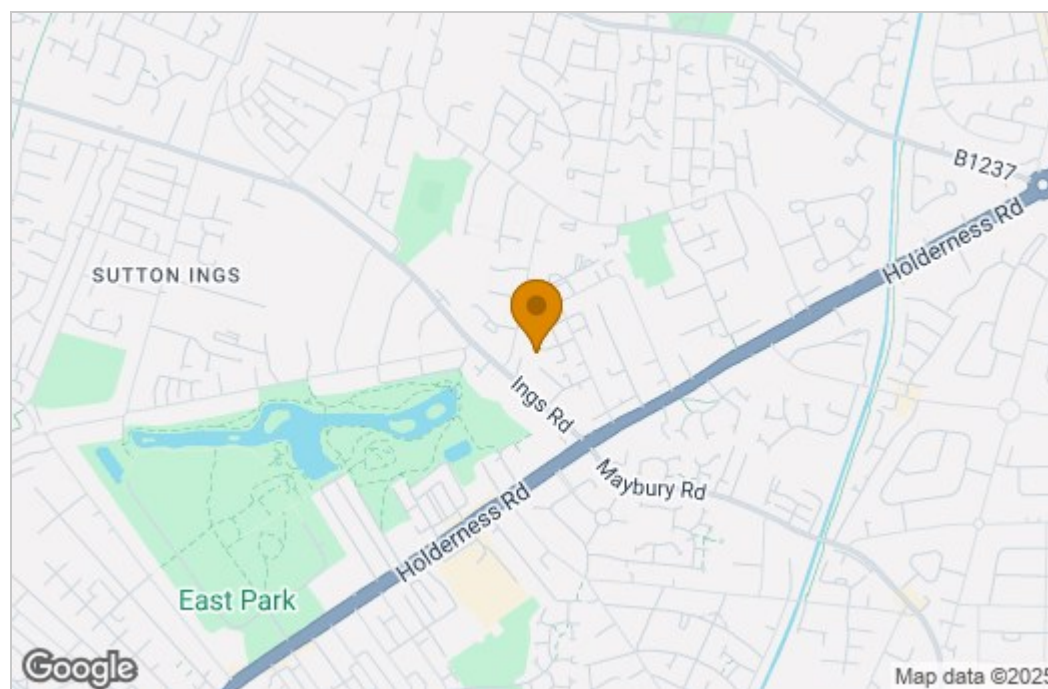 B1237
Holderness Rd
SUTTON INGS
Ings Rd
Maybury Rd
Holderness Rd
East Park
Google
Map data ©2025